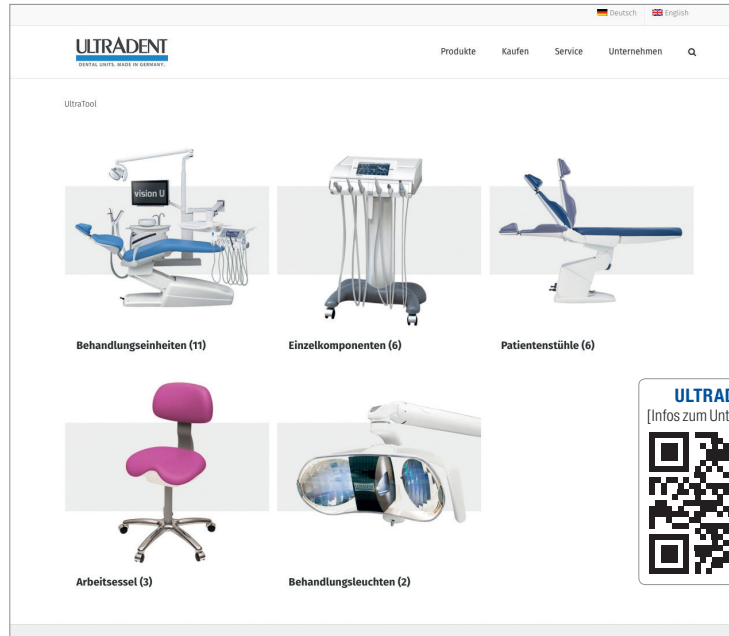 Deutsch English
ULTRADENT
DENTAL UNITS. MADE IN GERMANY.
Produkte Kaufen Service Unternehmen
UltraTool
vision U
Behandlungseinheiten (11)
Einzelkomponenten (6)
Patientenstühle (6)
ULTRAD
[Infos zum Unt
Arbeitsessel (3)
Behandlungsleuchten (2)